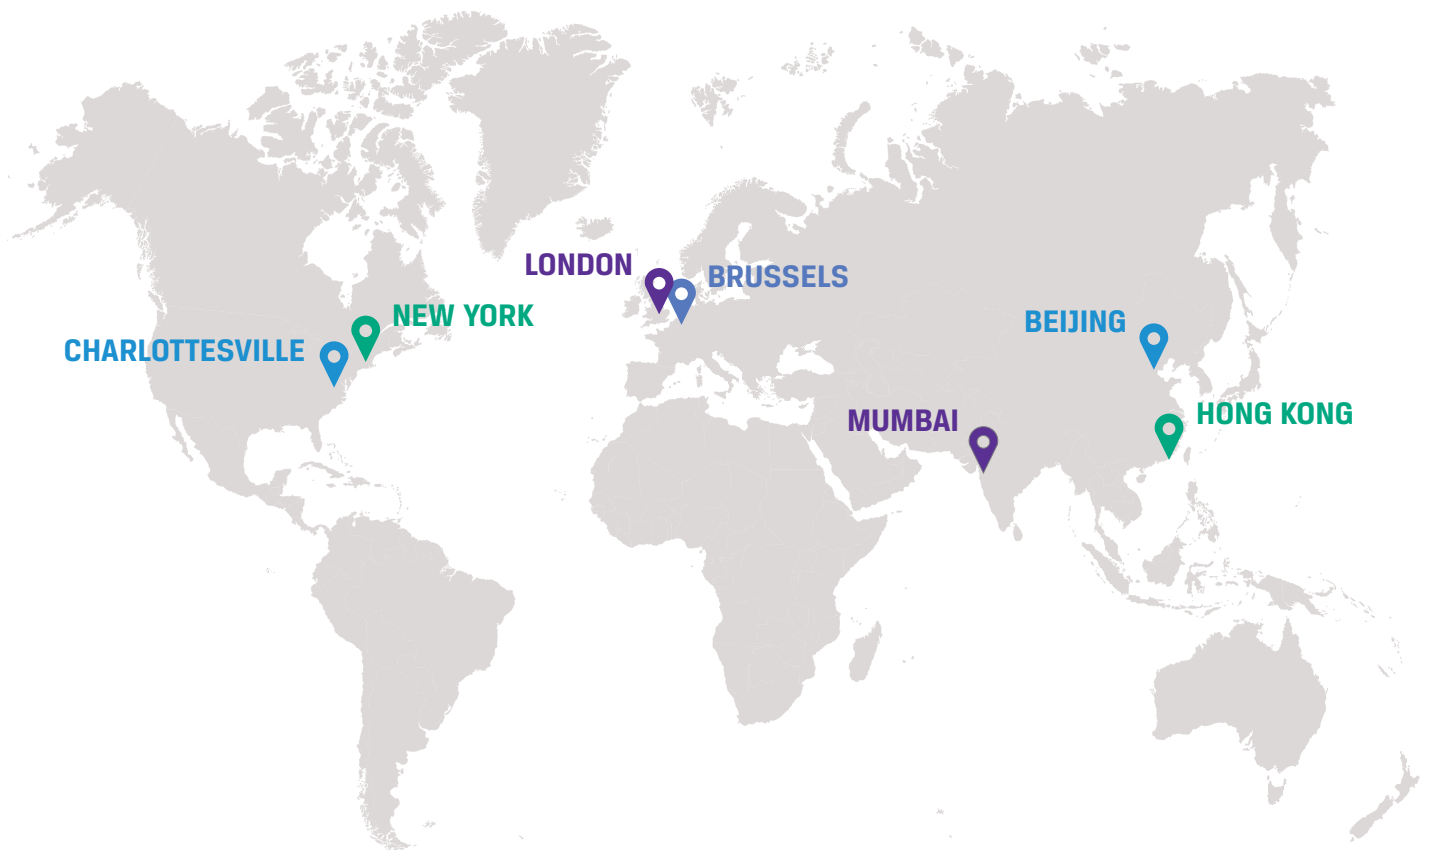 LONDON
BRUSSELS
NEW YORK
BEIJING
CHARLOTTESVILLE
HONG KONG
MUMBAI